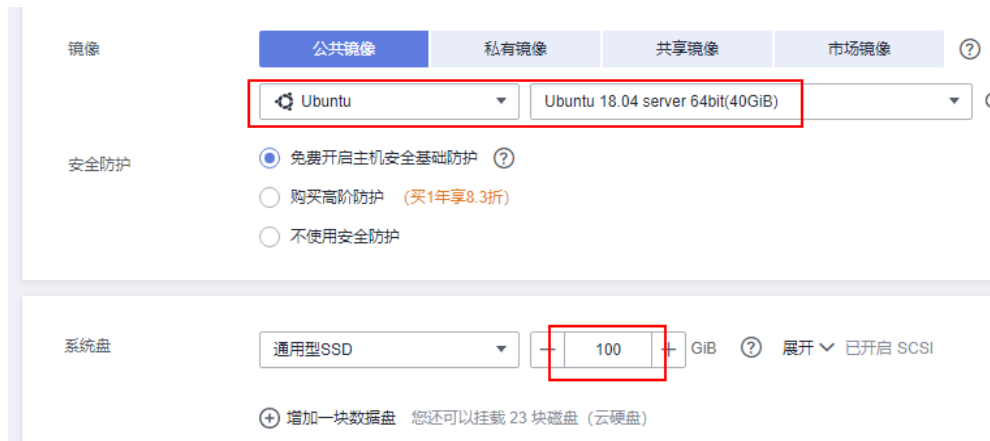 镜像 公共镜像 私有镜像 共享镜像 市场镜像 ?
Ubuntu Ubuntu 18.04 server 64bit(40GiB)
安全防护 免费开启主机安全基础防护 ?
购买高阶防护 (买1年享8.3折)
不使用安全防护
系统盘 通用型SSD — 100 + GiB ? 展开 已开启 SCSI
增加一块数据盘 您还可以挂载 23 块磁盘（云硬盘）